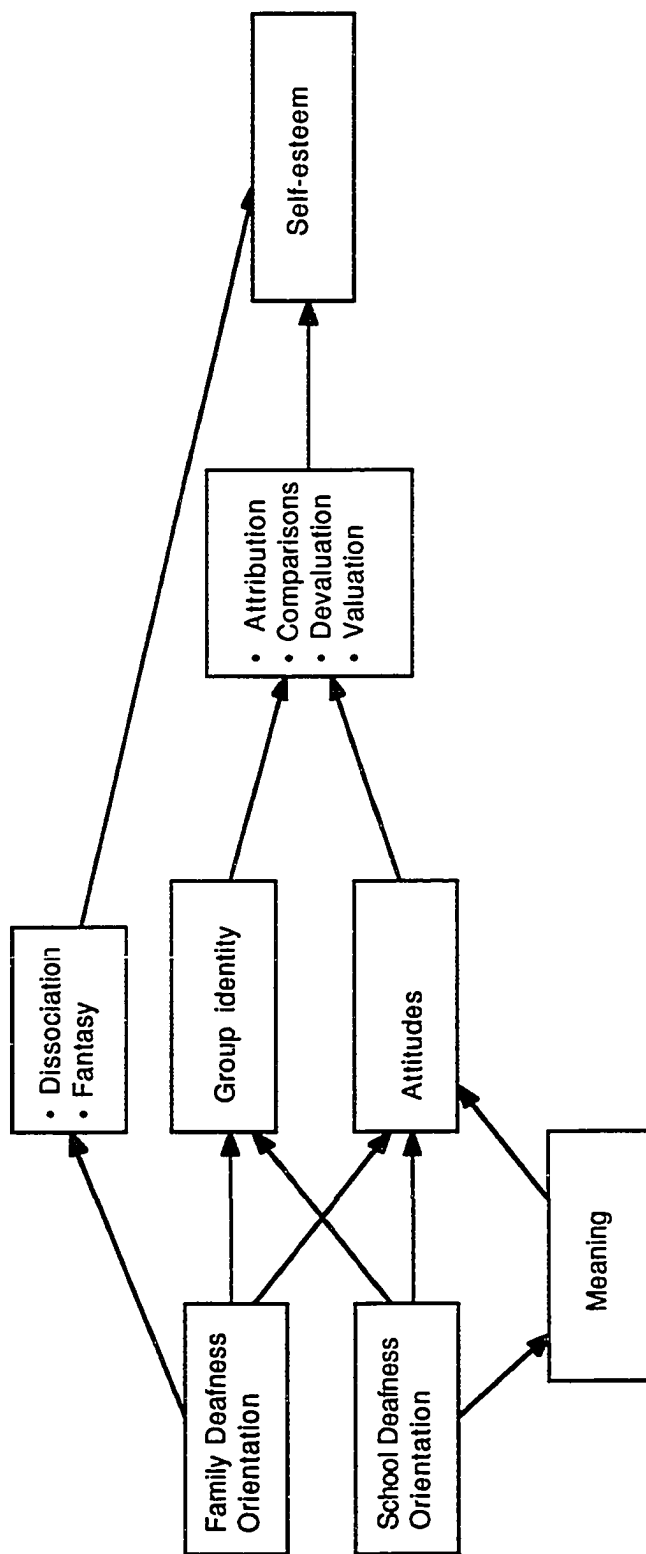 Family Deafness
Orientation
School Deafness
Orientation
• Dissociation
• Fantasy
Group identity
Attitudes
Meaning
• Attribution
• Comparisons
• Devaluation
• Valuation
Self-esteem